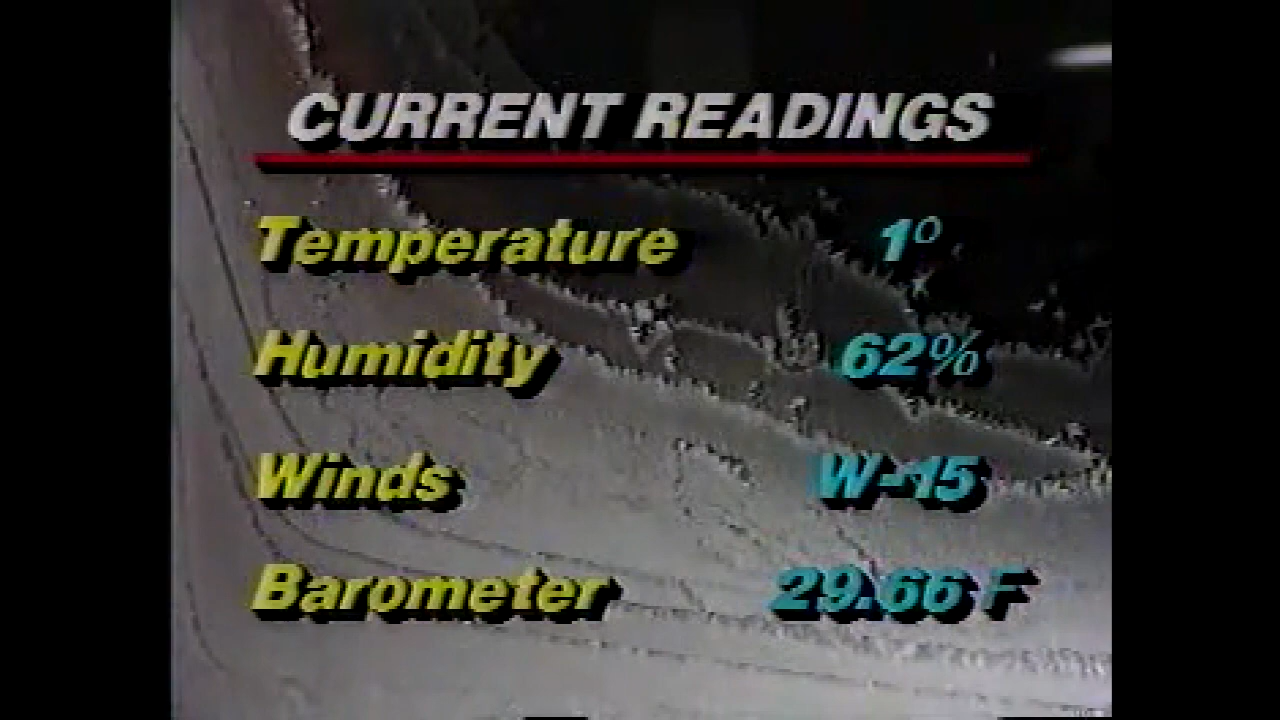 CURRENT READINGS
Temperature 1°
Humidity 62%
Winds W-15
Barometer 29.66 F